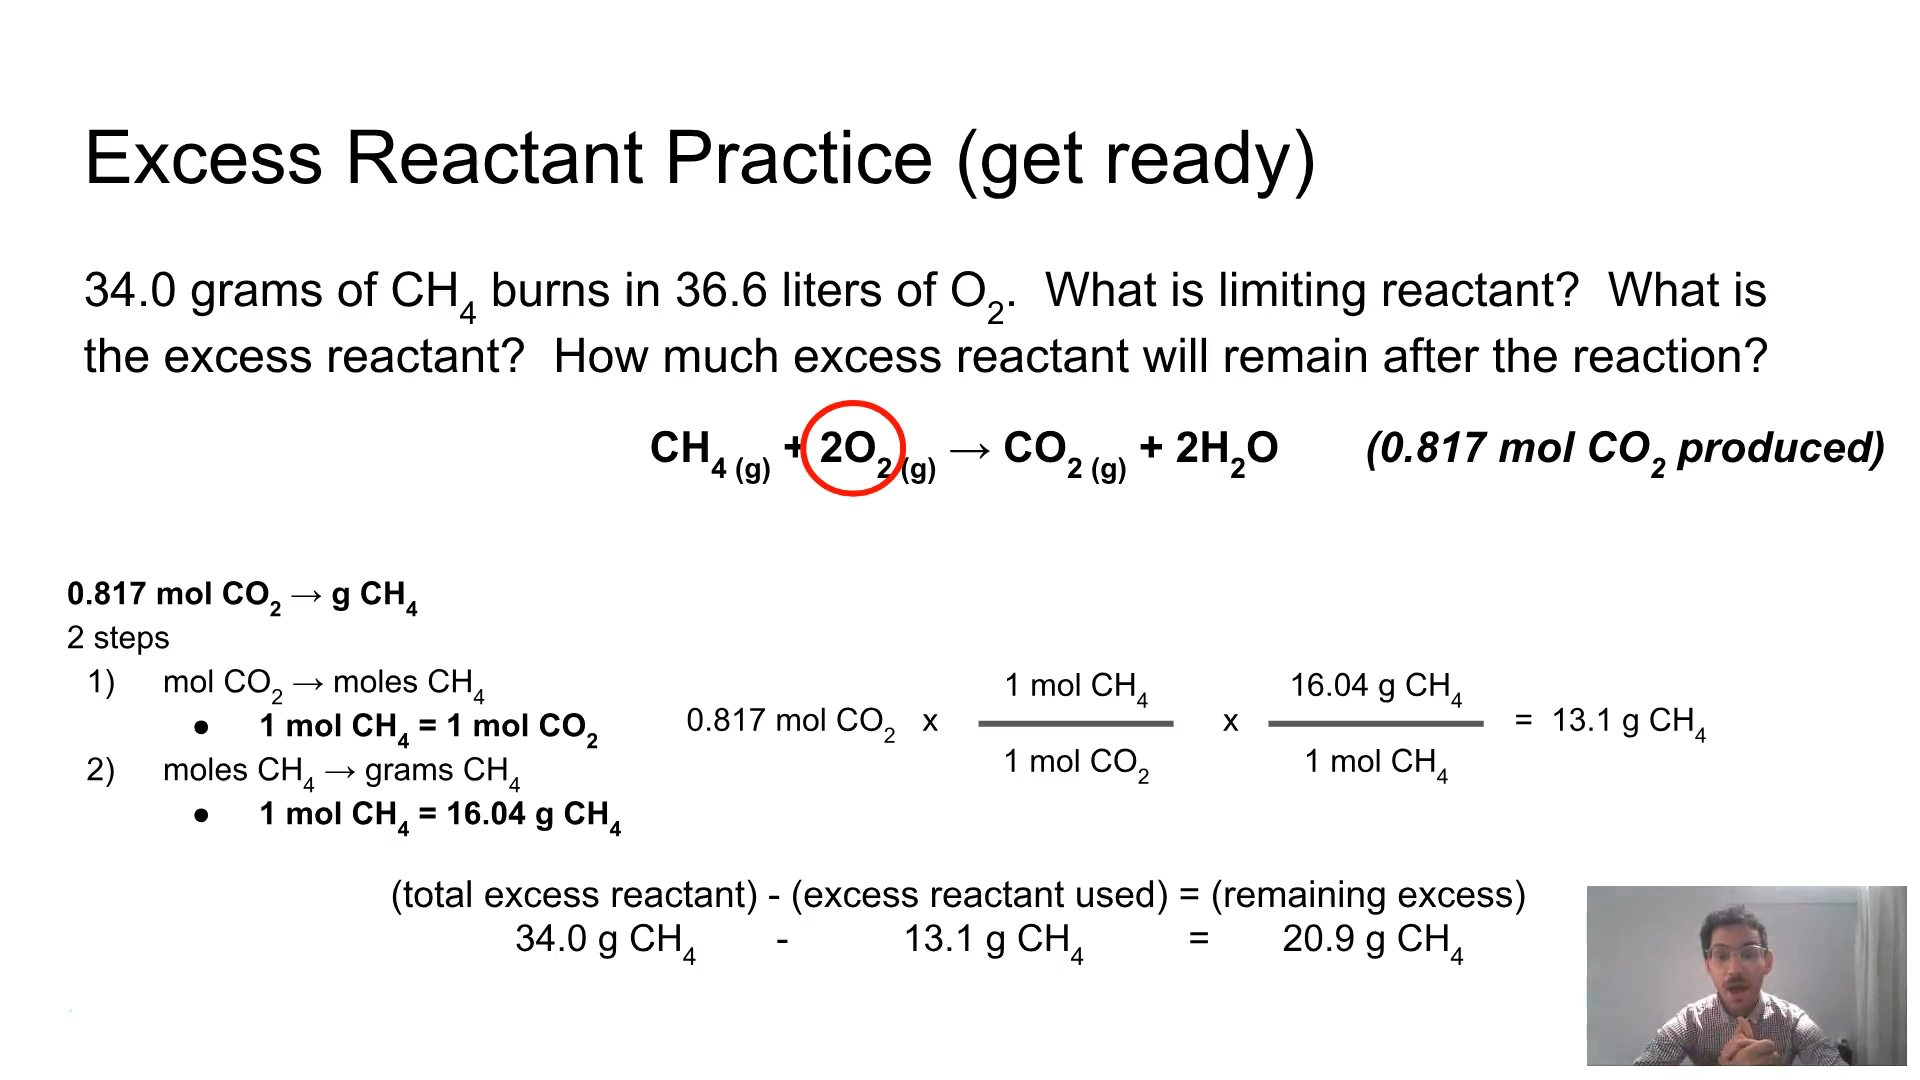 Excess Reactant Practice (get ready)
34.0 grams of CH4 burns in 36.6 liters of O2.  What is limiting reactant?  What is
the excess reactant?  How much excess reactant will remain after the reaction?
CH4 (g) + 2O2 (g) → CO2 (g) + 2H2O (0.817 mol CO2 produced)
0.817 mol CO2 → g CH4
2 steps
1) mol CO2 → moles CH4
● 1 mol CH4 = 1 mol CO2
2) moles CH4 → grams CH4
● 1 mol CH4 = 16.04 g CH4
1 mol CH4 16.04 g CH4
0.817 mol CO2 x x = 13.1 g CH4
1 mol CO2 1 mol CH4
(total excess reactant) - (excess reactant used) = (remaining excess)
34.0 g CH4 - 13.1 g CH4 = 20.9 g CH4